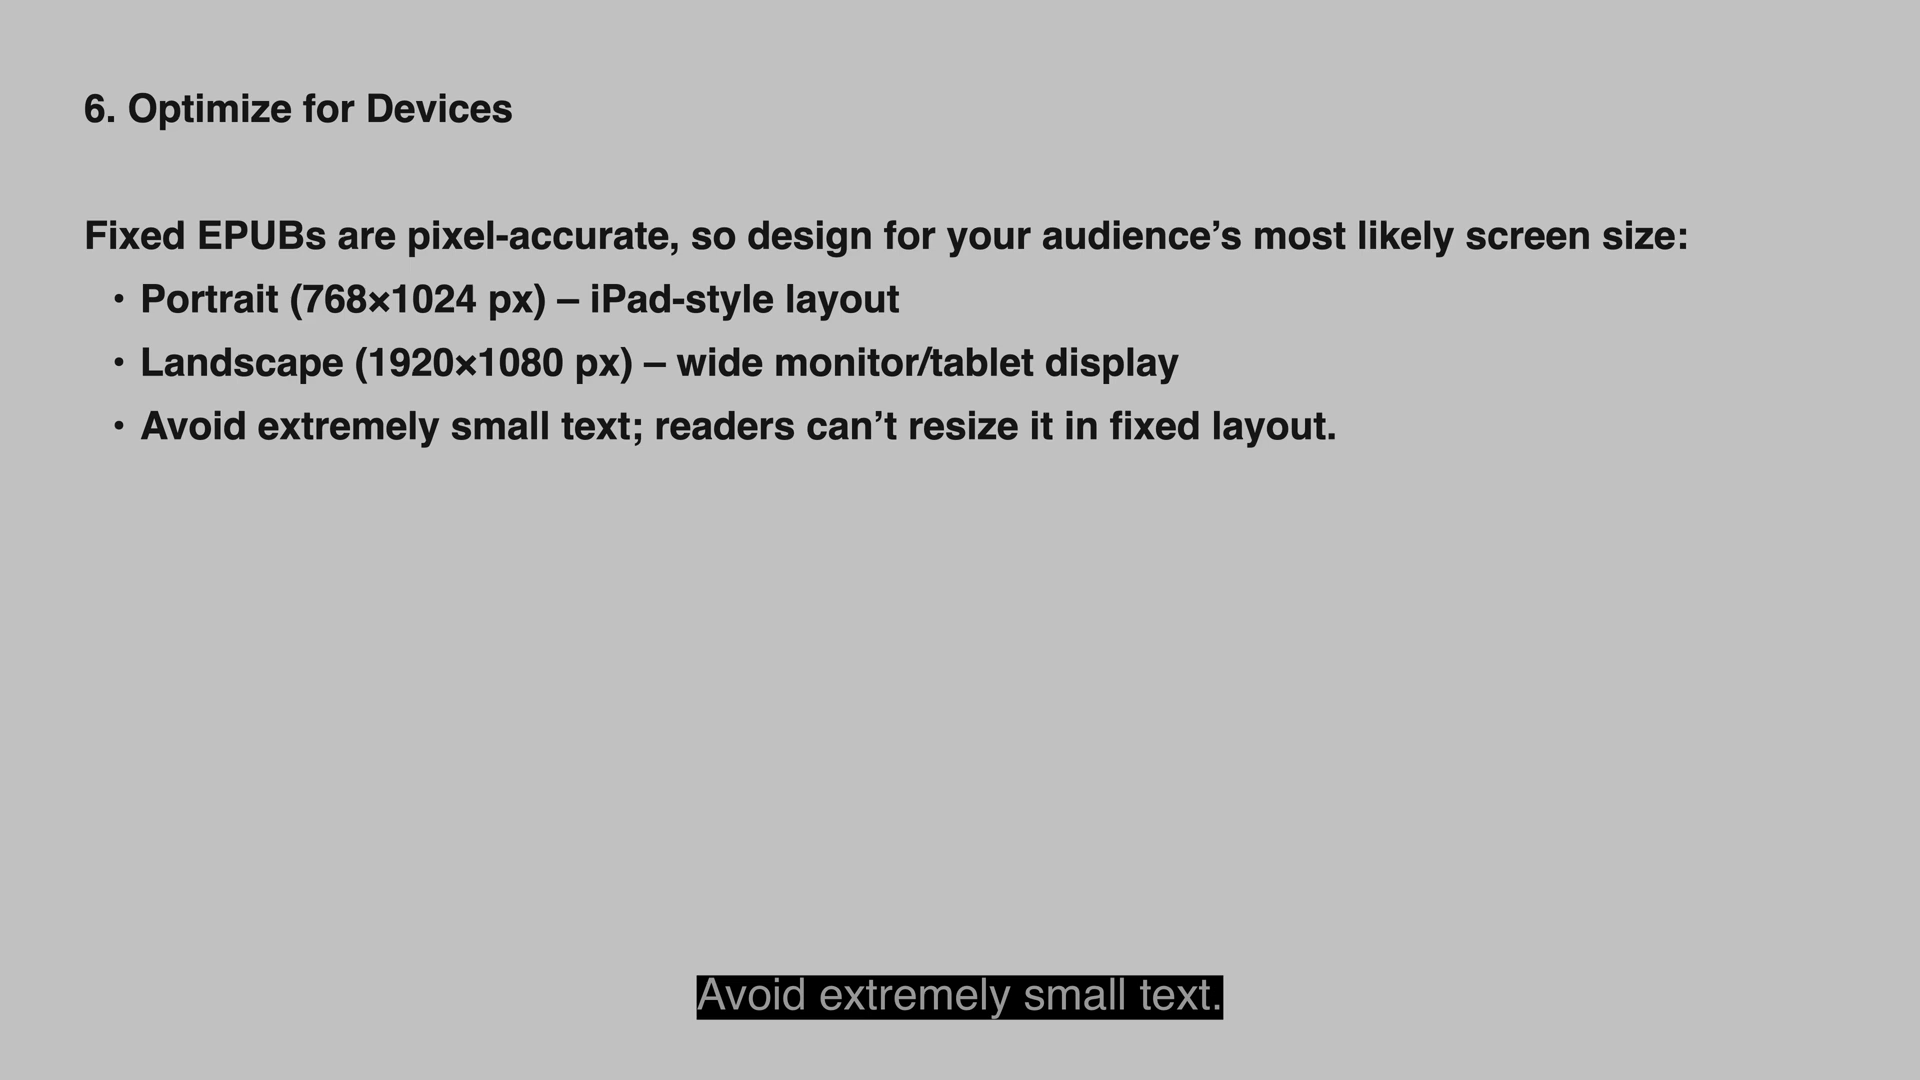 6. Optimize for Devices
Fixed EPUBs are pixel-accurate, so design for your audience’s most likely screen size:
• Portrait (768×1024 px) – iPad-style layout
• Landscape (1920×1080 px) – wide monitor/tablet display
• Avoid extremely small text; readers can’t resize it in fixed layout.
Avoid extremely small text.